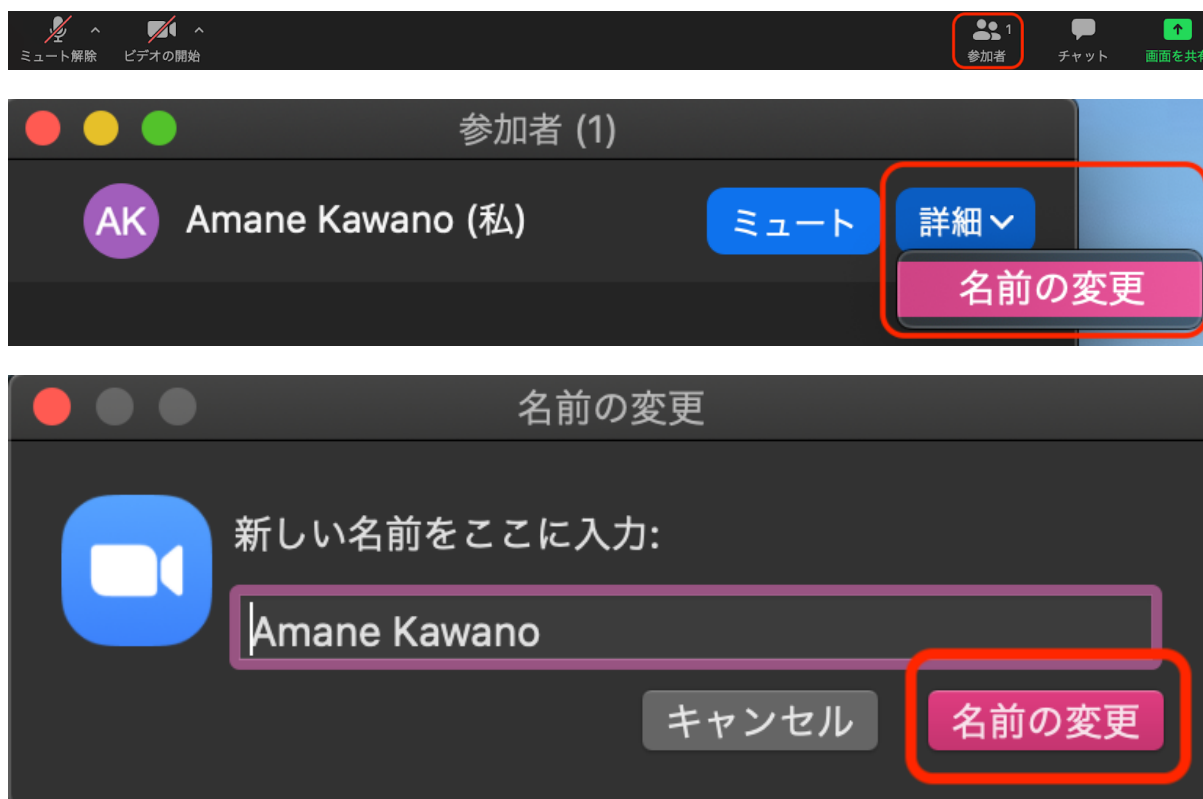 1
ミュート解除 ビデオの開始 参加者 チャット 画面を共有
参加者 (1)
AK Amane Kawano (私) ミュート 詳細
名前の変更
名前の変更
新しい名前をここに入力:
Amane Kawano
キャンセル 名前の変更